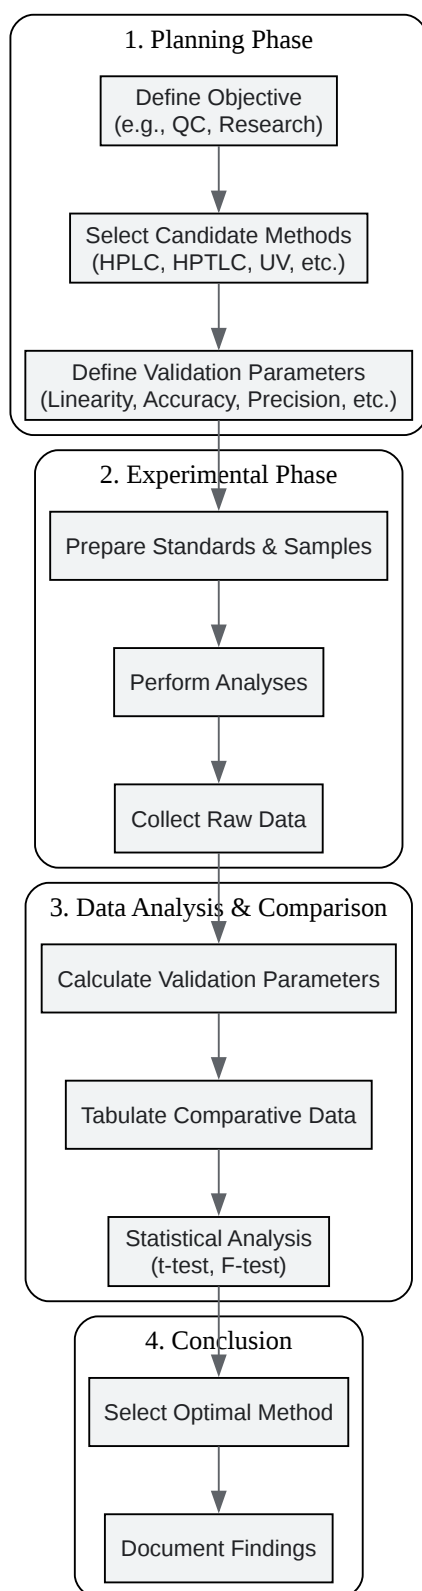 1. Planning Phase
Define Objective
(e.g., QC, Research)
Select Candidate Methods
(HPLC, HPTLC, UV, etc.)
Define Validation Parameters
(Linearity, Accuracy, Precision, etc.)
2. Experimental Phase
Prepare Standards & Samples
Perform Analyses
Collect Raw Data
3. Data Analysis & Comparison
Calculate Validation Parameters
Tabulate Comparative Data
Statistical Analysis
(t-test, F-test)
4. Conclusion
Select Optimal Method
Document Findings